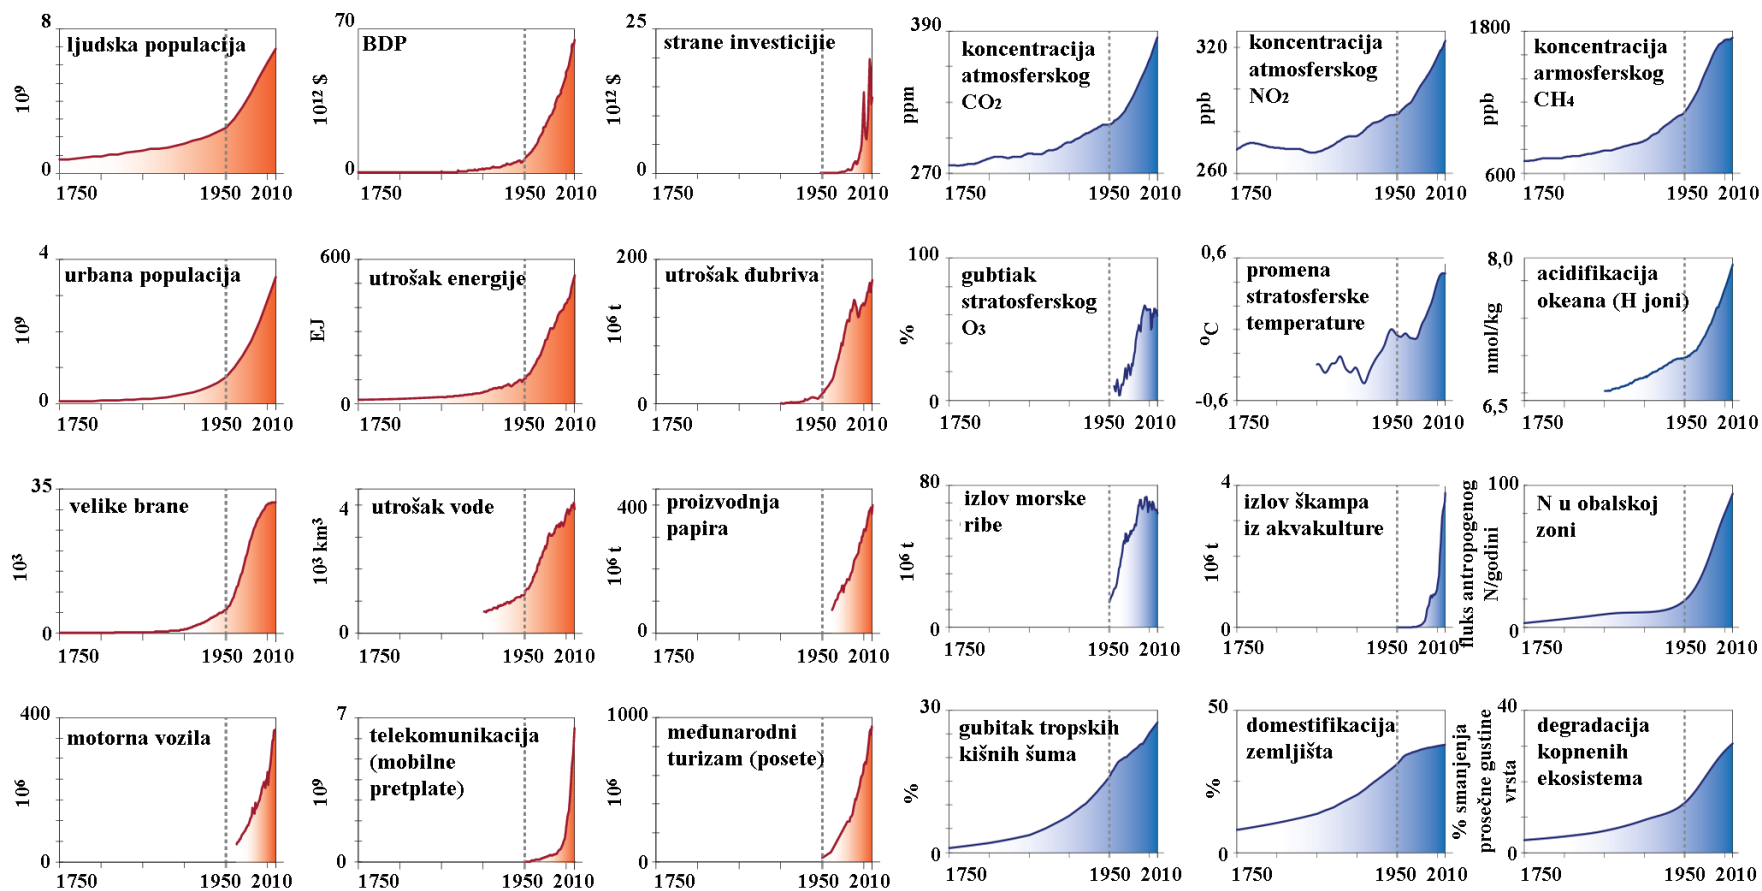 8
ljudska populacija
10⁹
0
1750
1950 2010
70
BDP
10¹² $
0
1750
1950 2010
25
strane investicijie
10¹² $
0
1750
1950 2010
390
koncentracija
atmosferskog
CO₂
ppm
270
1750
1950 2010
320
koncentracija
atmosferskog
NO₂
ppb
260
1750
1950 2010
1800
koncentracija
armosferskog
CH₄
ppb
600
1750
1950 2010
4
urbana populacija
10⁹
0
1750
1950 2010
600
utrošak energije
EJ
0
1750
1950 2010
200
utrošak đubriva
10⁶ t
0
1750
1950 2010
100
gubtiak
stratosferskog
O₃
%
0
1750
1950 2010
0,6
promena
stratosferske
temperature
°C
-0,6
1750
1950 2010
8,0
acidifikacija
okeana (H joni)
nmol/kg
6,5
1750
1950 2010
35
velike brane
10³
0
1750
1950 2010
4
utrošak vode
10³ km³
0
1750
1950 2010
400
proizvodnja
papira
10⁶ t
0
1750
1950 2010
80
izlov morske
ribe
10⁶ t
0
1750
1950 2010
4
izlov škampa
iz akvakulture
10⁶ t
0
1750
1950 2010
100
N u obalskoj
zoni
fluks antropogenog
N/godini
0
1750
1950 2010
400
motorna vozila
10⁶
0
1750
1950 2010
7
telekomunikacija
(mobilne
pretplate)
10⁹
0
1750
1950 2010
1000
međunarodni
turizam (posete)
10⁶
0
1750
1950 2010
30
gubitak tropskih
kišnih šuma
%
0
1750
1950 2010
50
domestifikacija
zemljišta
%
0
1750
1950 2010
40
degradacija
kopnenih
ekosistema
% smanjenja
prosečne gustine
vrsta
0
1750
1950 2010